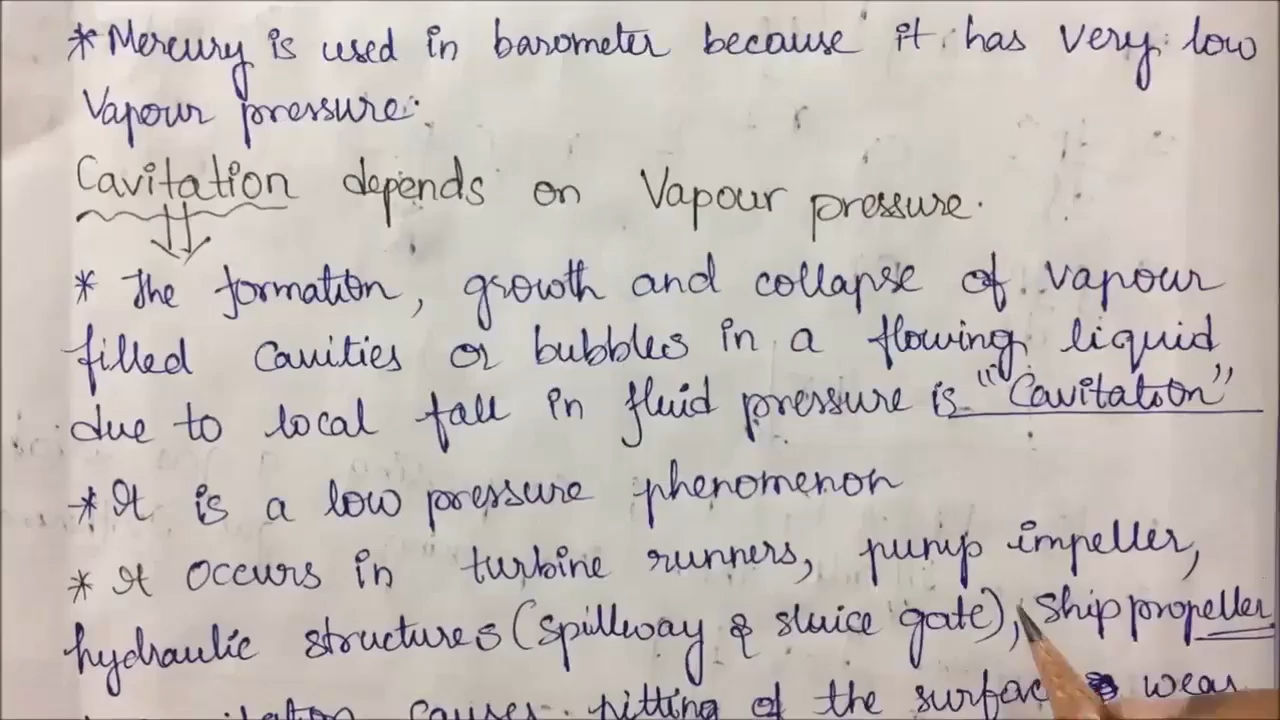 * Mercury is used in barometer because it has very low
Vapour pressure.
Cavitation depends on Vapour pressure.
* The formation, growth and collapse of vapour
filled cavities or bubbles in a flowing liquid
due to local fall in fluid pressure is "Cavitation"
* It is a low pressure phenomenon
* It occurs in turbine runners, pump impeller,
hydraulic structures (spillway & sluice gate), ship propeller
causes pitting of the surface wear